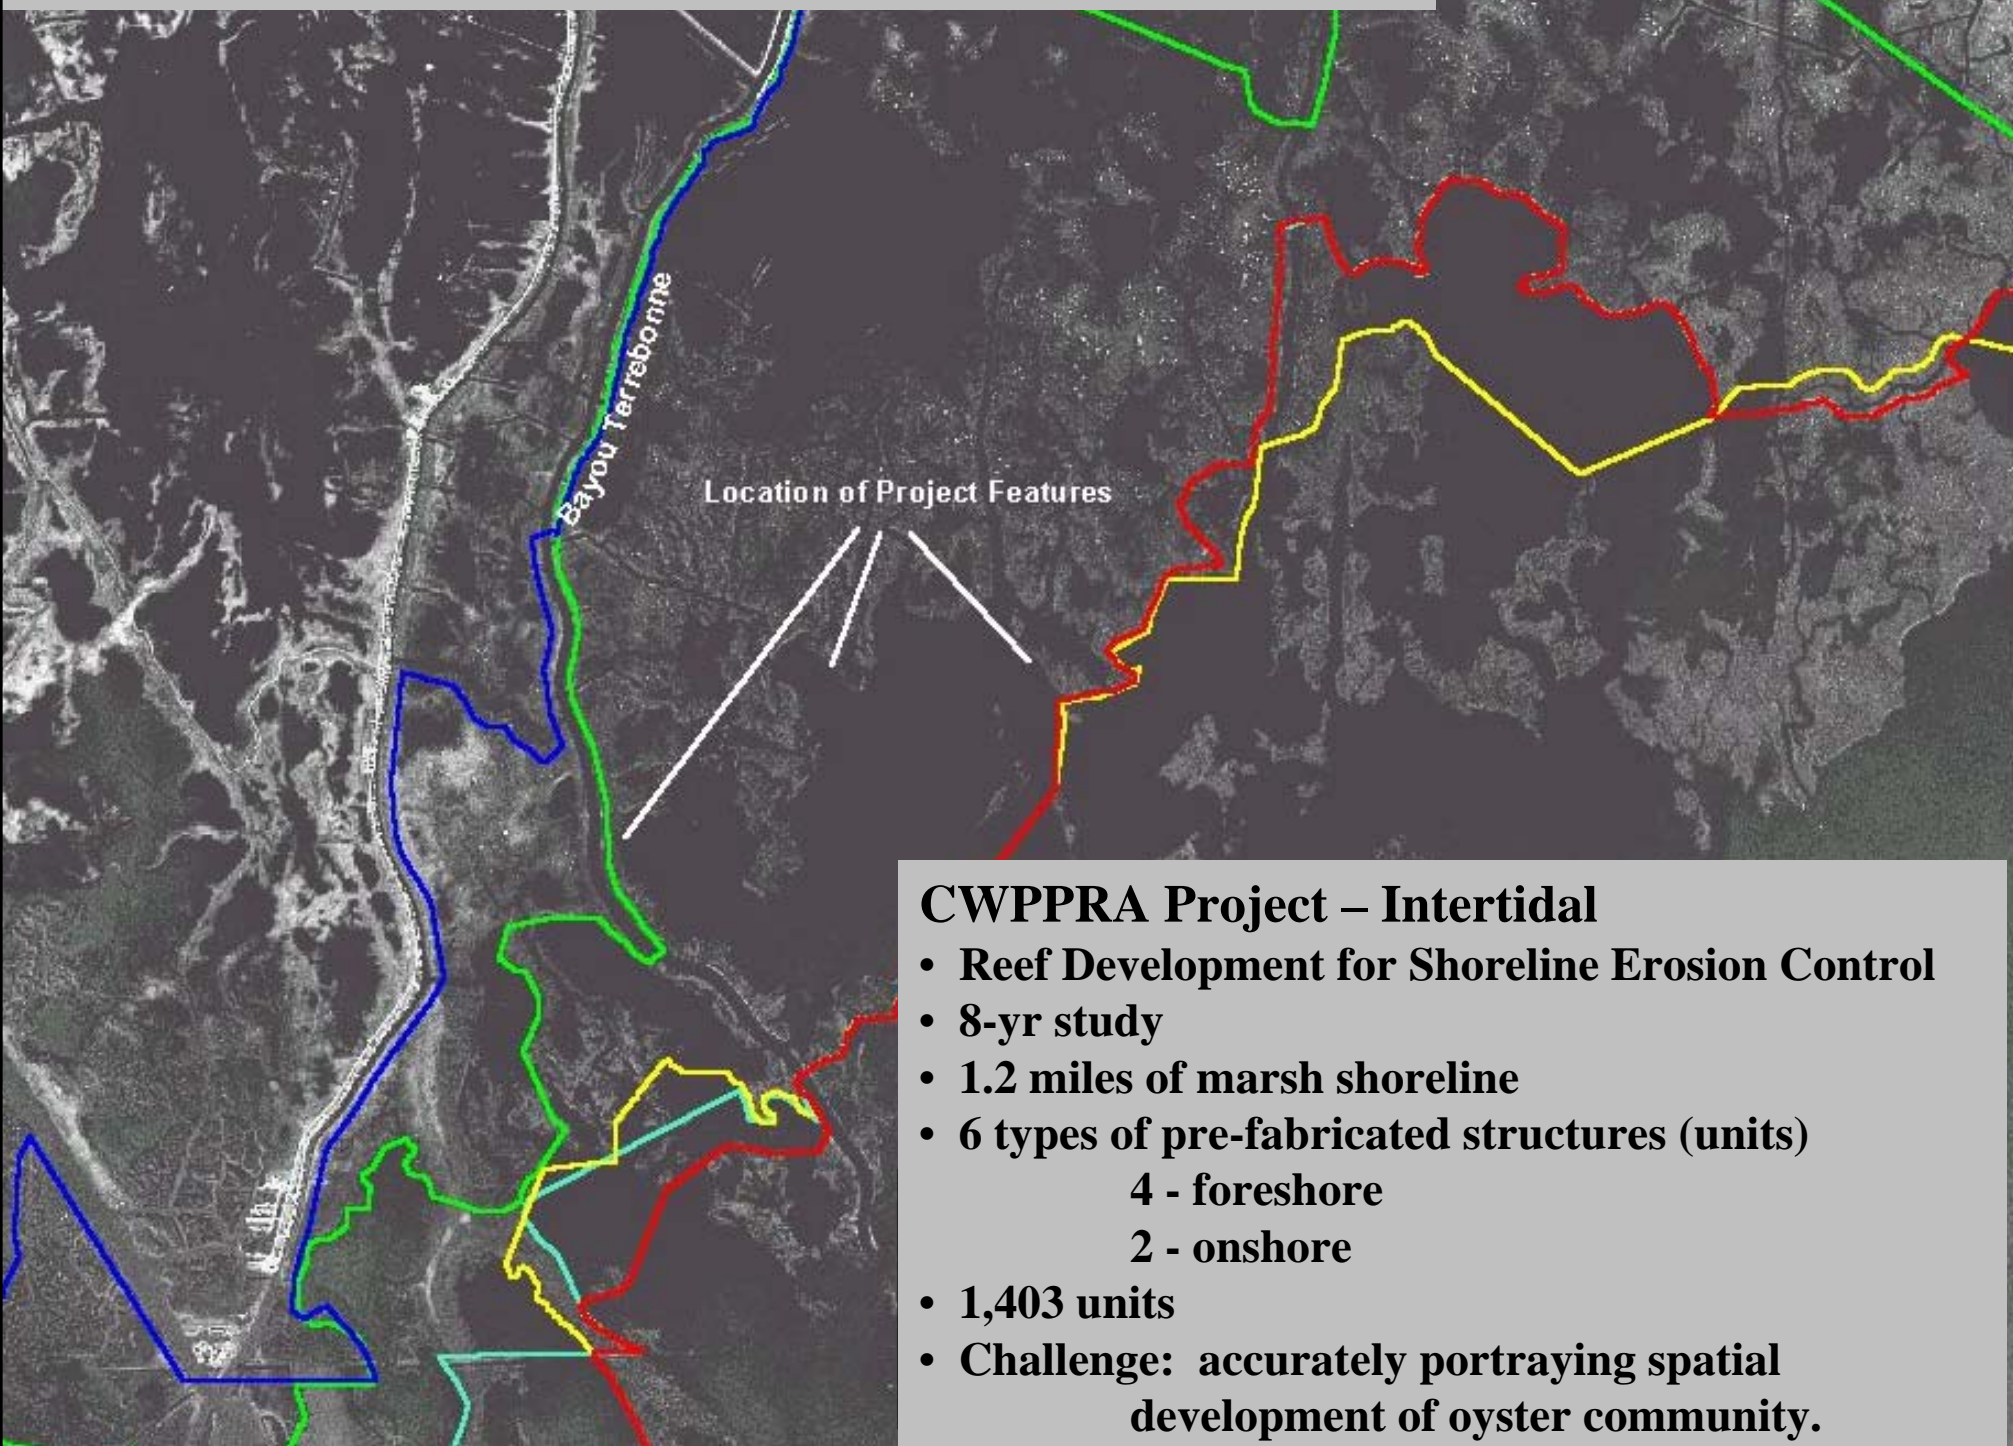 Bayou Terrebonne
Location of Project Features
CWPPRA Project – Intertidal
• Reef Development for Shoreline Erosion Control
• 8-yr study
• 1.2 miles of marsh shoreline
• 6 types of pre-fabricated structures (units)
4 - foreshore
2 - onshore
• 1,403 units
• Challenge: accurately portraying spatial
development of oyster community.